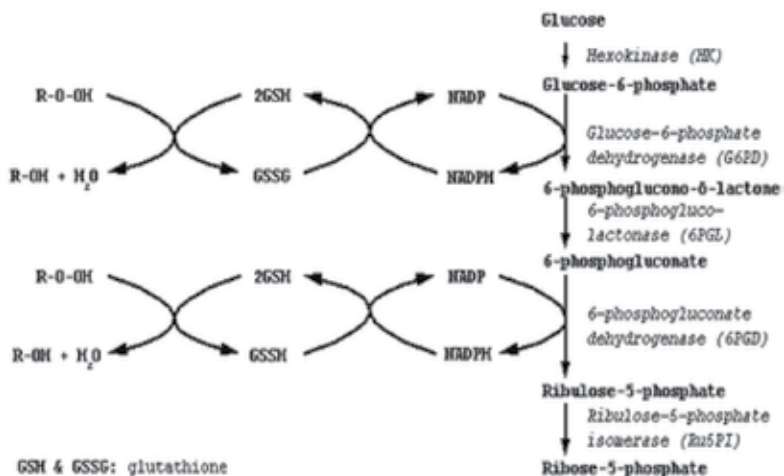 Glucose
Hexokinase (HK)
Glucose-6-phosphate
R-O-OH 2GSH NADP
Glucose-6-phosphate
dehydrogenase (G6PD)
R-OH + H₂O GSSG NADPH
6-phosphoglucono-δ-lactone
6-phosphogluco-
lactonase (6PGL)
6-phosphogluconate
R-O-OH 2GSH NADP
6-phosphogluconate
dehydrogenase (6PGD)
R-OH + H₂O GSSH NADPH
Ribulose-5-phosphate
Ribulose-5-phosphate
isomerase (Ru5PI)
GSH & GSSG: glutathione
Ribose-5-phosphate